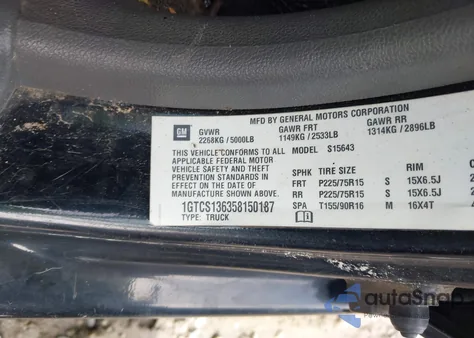 MFD BY GENERAL MOTORS CORPORATION
GM GVWR GAWR FRT GAWR RR
2268KG / 5000LB 1149KG / 2533LB 1314KG / 2896LB
THIS VEHICLE CONFORMS TO ALL MODEL S15643
APPLICABLE FEDERAL MOTOR
VEHICLE SAFETY AND THEFT SPHK TIRE SIZE RIM
PREVENTION STANDARDS IN FRT P225/75R15 S 15X6.5J
EFFECT ON THE DATE OF RR P225/75R15 S 15X6.5J
MANUFACTURE SHOWN ABOVE. SPA T155/90R16 M 16X4T
1GTCS136358150187
TYPE: TRUCK
autoSnap